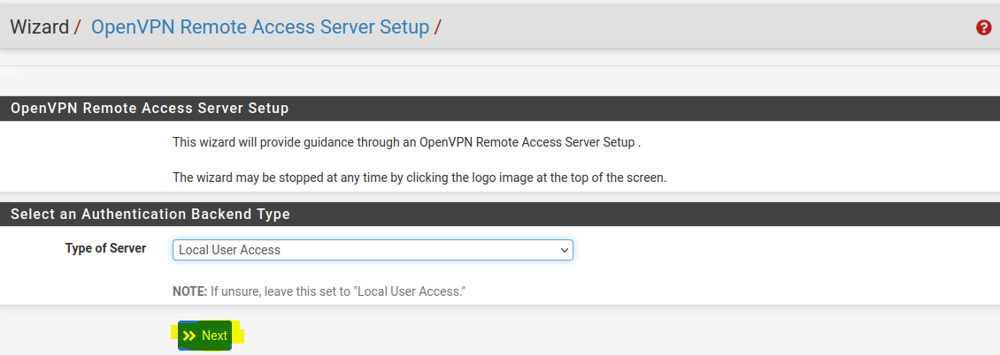 Wizard / OpenVPN Remote Access Server Setup /
Step
OpenVPN Remote Access Server Setup
This wizard will provide guidance through an OpenVPN Remote Access Server Setup .
The wizard may be stopped at any time by clicking the logo image at the top of the screen.
Select an Authentication Backend Type
Type of Server
Local User Access
NOTE: If unsure, leave this set to "Local User Access."
Next